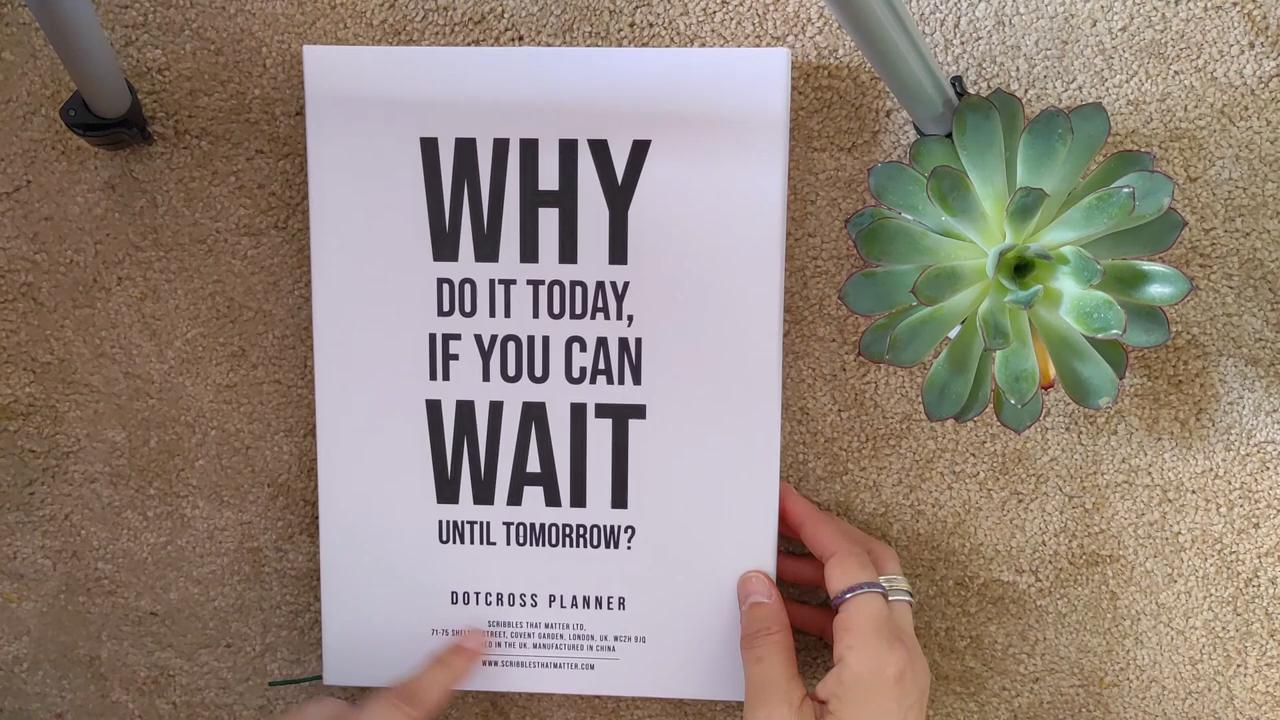 WHY
DO IT TODAY,
IF YOU CAN
WAIT
UNTIL TOMORROW?
DOTCROSS PLANNER
SCRIBBLES THAT MATTER LTD,
71-75 STREET, COVENT GARDEN, LONDON, UK. WC2H 9JQ
IN THE UK. MANUFACTURED IN CHINA
WWW.SCRIBBLESTHATMATTER.COM